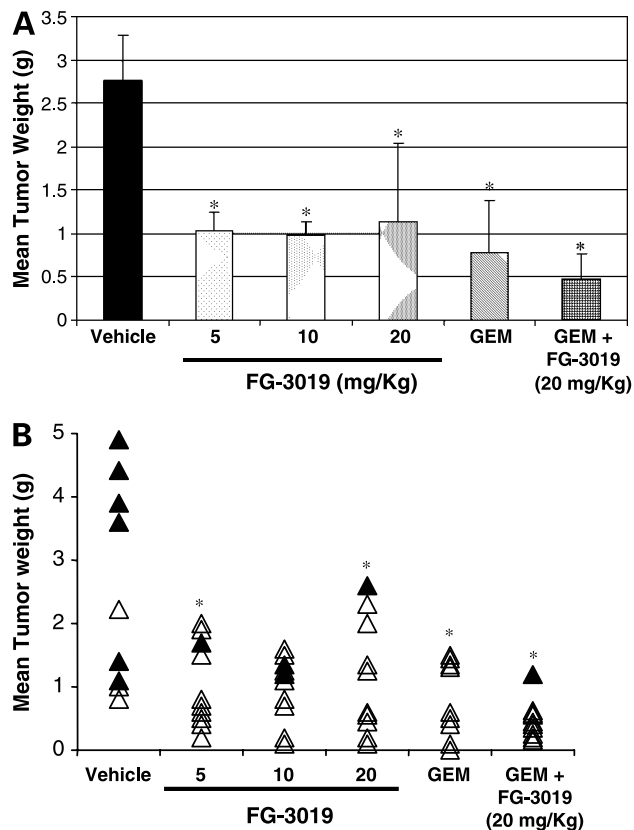 A
Mean Tumor Weight (g)
3.5
3
2.5
2
1.5
1
0.5
0
* * * * *
Vehicle 5 10 20 GEM GEM +
FG-3019
(20 mg/Kg)
FG-3019 (mg/Kg)
B
Mean Tumor weight (g)
5
4
3
2
1
0
* * * *
Vehicle 5 10 20 GEM GEM +
FG-3019
(20 mg/Kg)
FG-3019